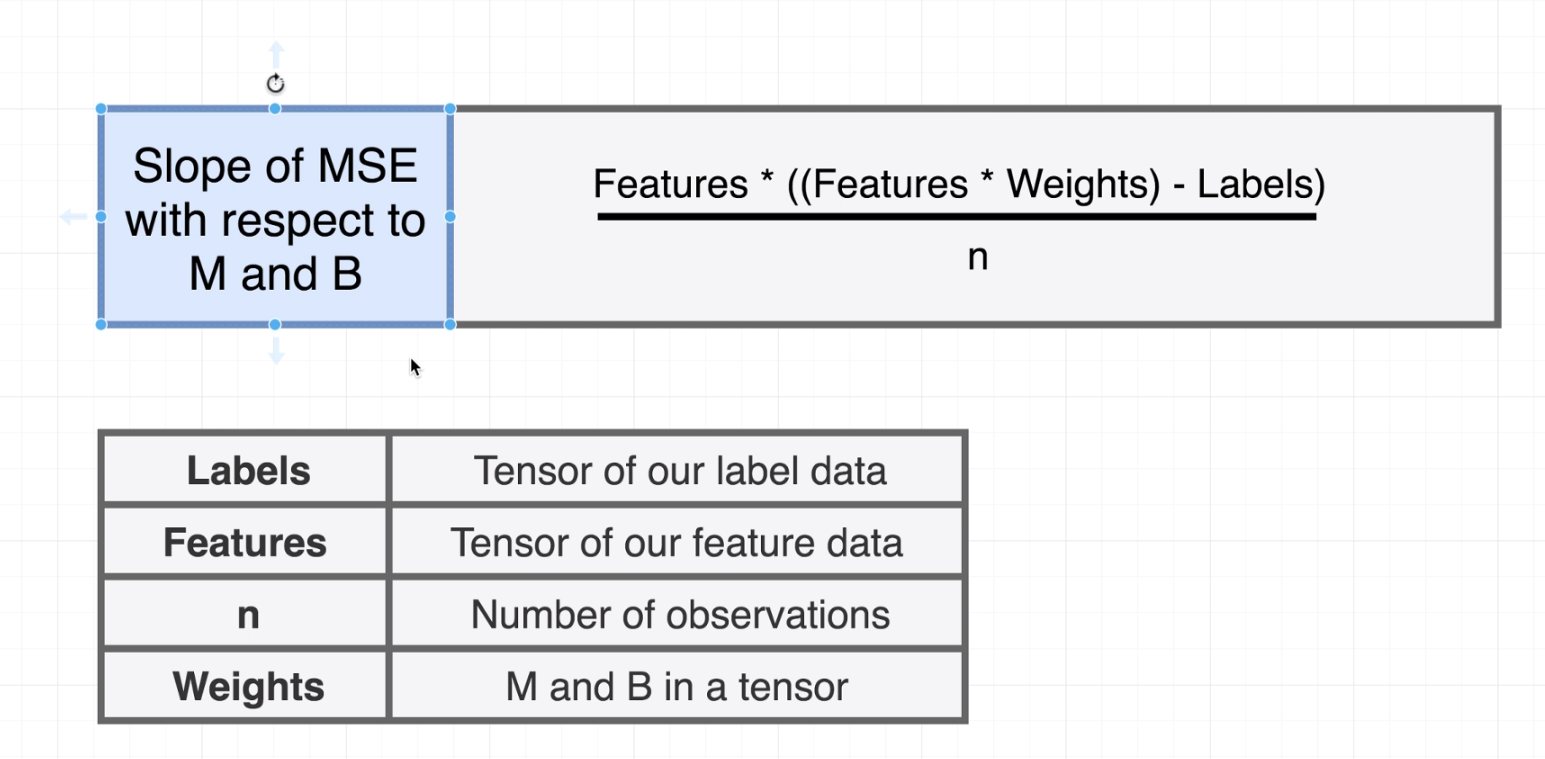 Slope of MSE
with respect to
M and B
Features * ((Features * Weights) - Labels)
n
Labels
Tensor of our label data
Features
Tensor of our feature data
n
Number of observations
Weights
M and B in a tensor